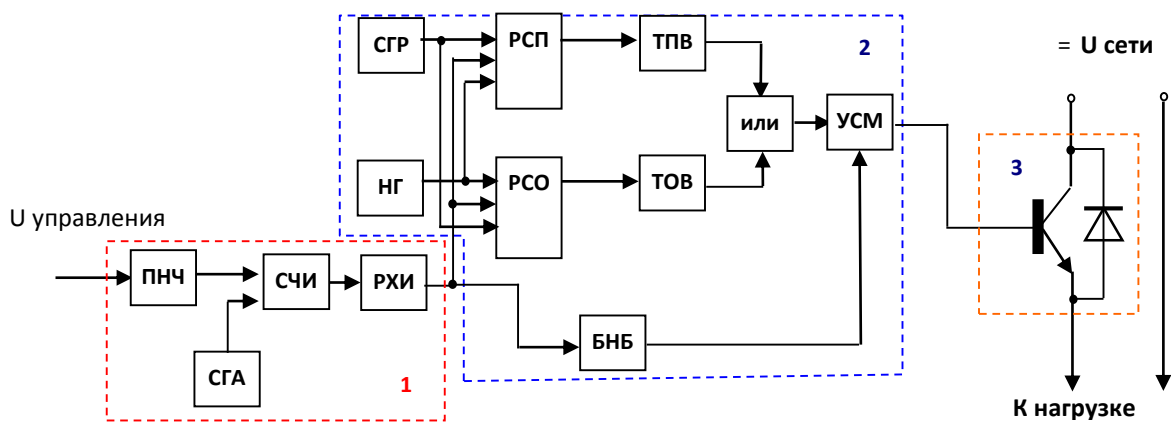 СГР
РСП
ТПВ
2
= U сети
или
УСМ
НГ
РСО
ТОВ
3
U управления
ПНЧ
СЧИ
РХИ
БНБ
СГА
1
К нагрузке